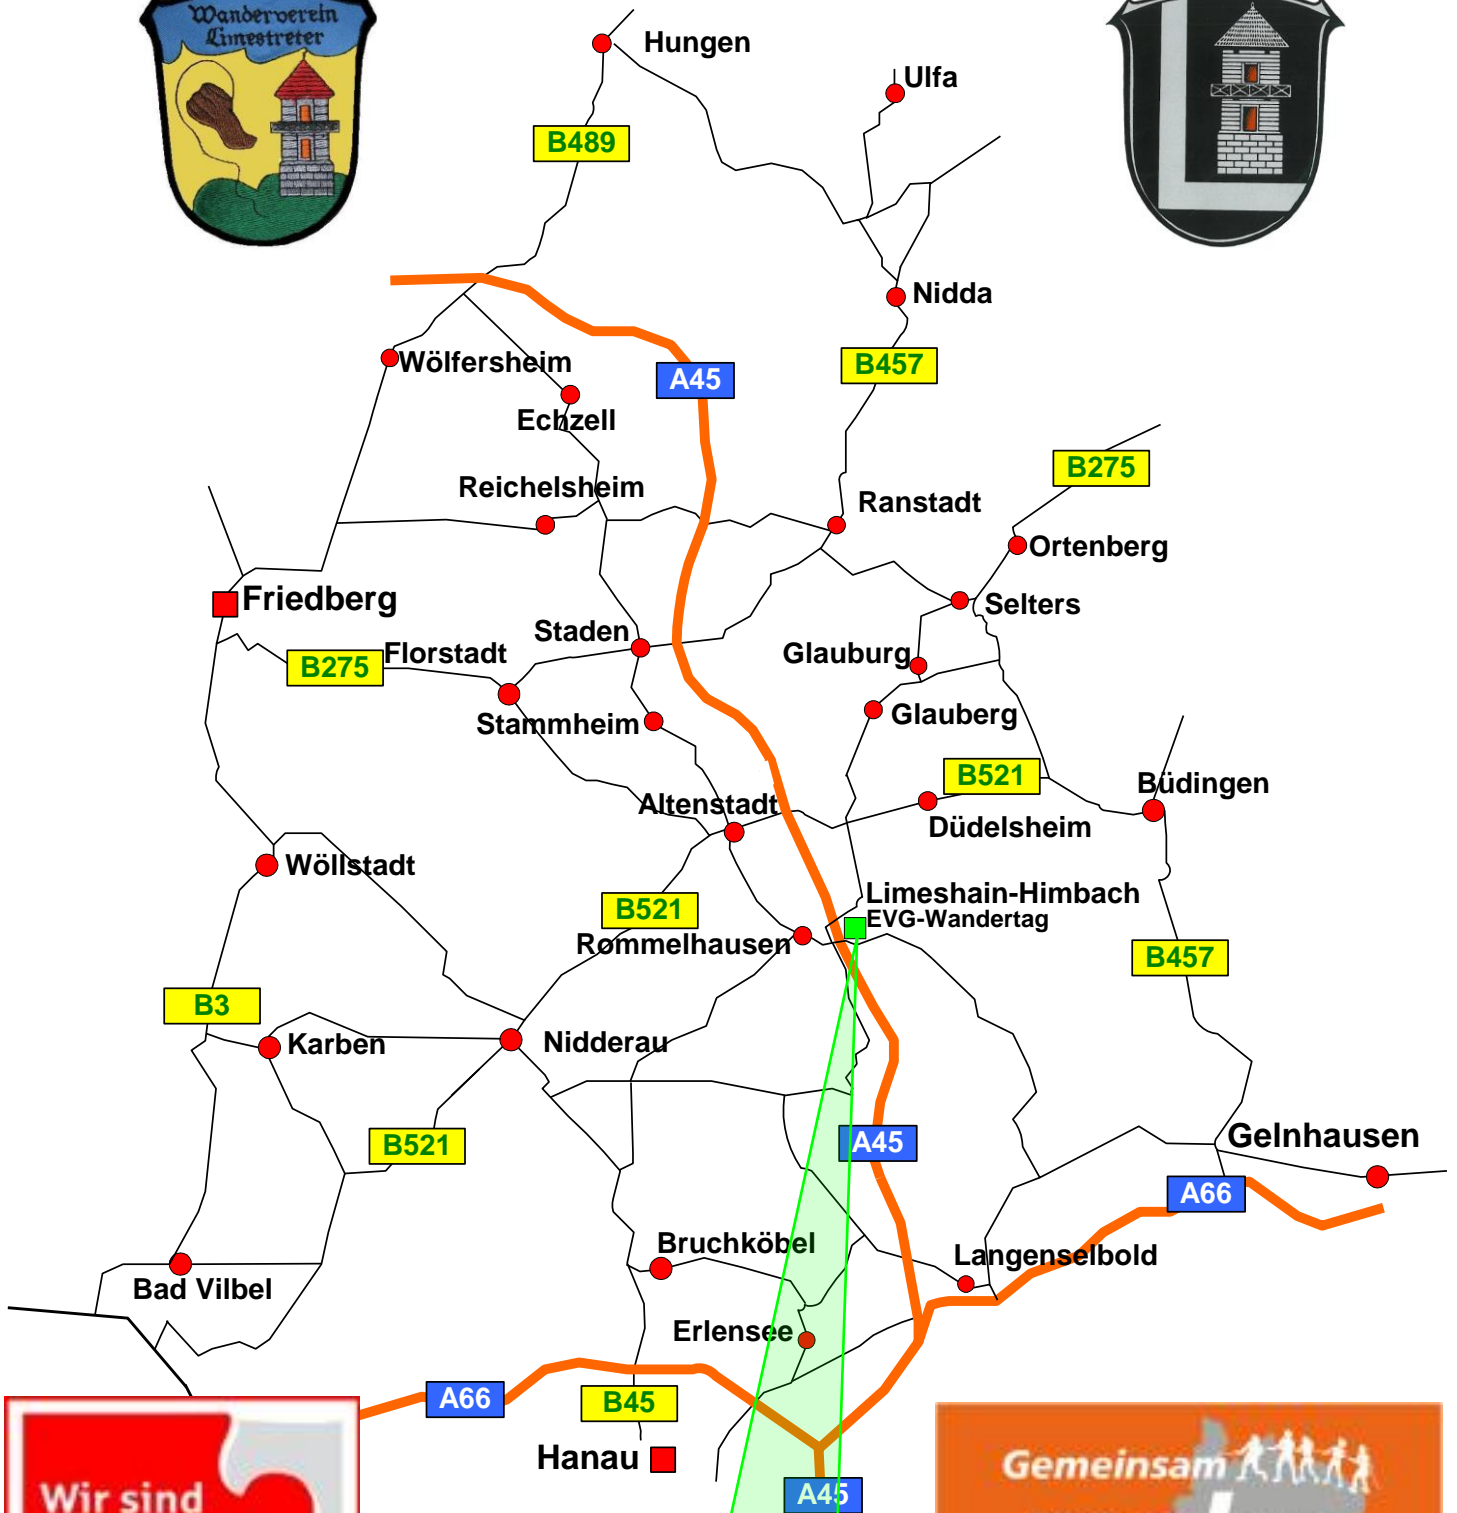 Wanderverein
Limestreter
Hungen
Ulfa
B489
Nidda
Wölfersheim
B457
A45
Echzell
B275
Reichelsheim
Ranstadt
Ortenberg
Friedberg
Selters
Staden
Florstadt
Glauburg
B275
Glauberg
Stammheim
B521
Büdingen
Altenstadt
Düdelsheim
Wöllstadt
Limeshain-Himbach
EVG-Wandertag
B521
Rommelhausen
B457
B3
Karben
Nidderau
Gelnhausen
B521
A45
A66
Bruchköbel
Langenselbold
Bad Vilbel
Erlensee
A66
B45
Hanau
Gemeinsam
A45
Wir sind